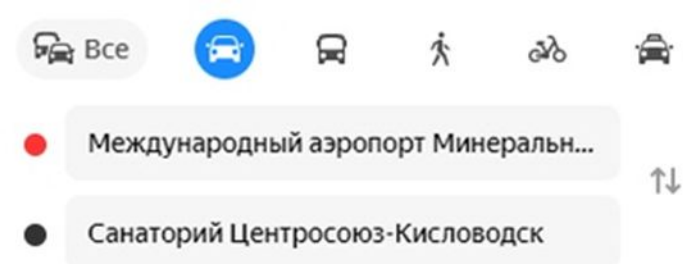 Все
Международный аэропорт Минеральн...
Санаторий Центросоюз-Кисловодск